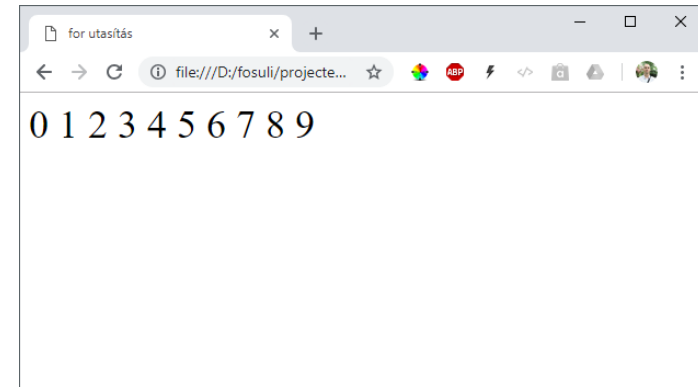 for utasítás
file:///D:/fosuli/projecte...
ABP
a
0 1 2 3 4 5 6 7 8 9